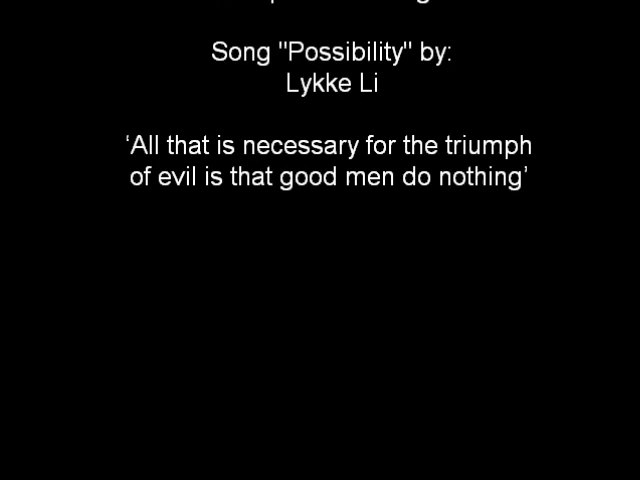 Song "Possibility" by:
Lykke Li
‘All that is necessary for the triumph
of evil is that good men do nothing’